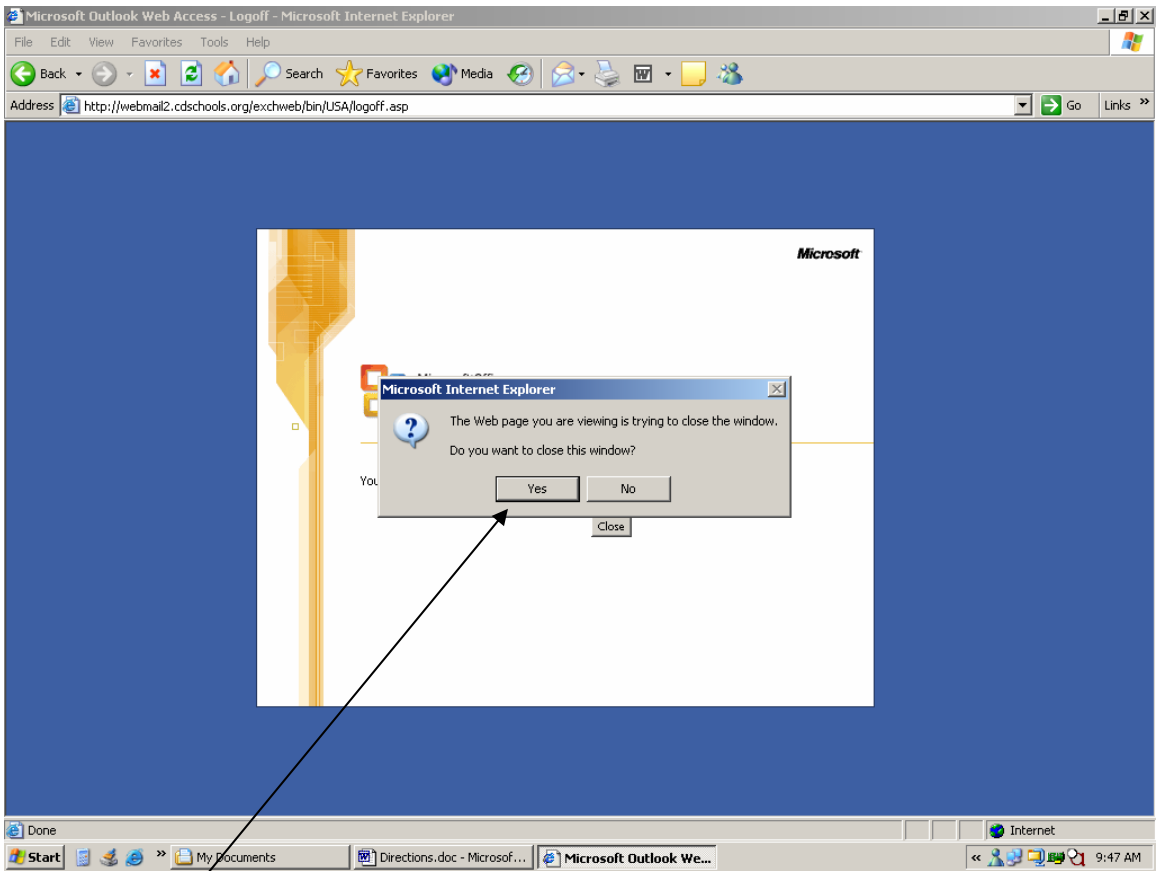 Microsoft Outlook Web Access - Logoff - Microsoft Internet Explorer
File Edit View Favorites Tools Help
Back Search Favorites Media
Address http://webmail2.cdschools.org/exchweb/bin/USA/logoff.asp Go Links »
Microsoft
Microsoft Internet Explorer
The Web page you are viewing is trying to close the window.
Do you want to close this window?
You
Yes No
Close
Done Internet
Start » My Documents Directions.doc - Microsof... Microsoft Outlook We... « 9:47 AM